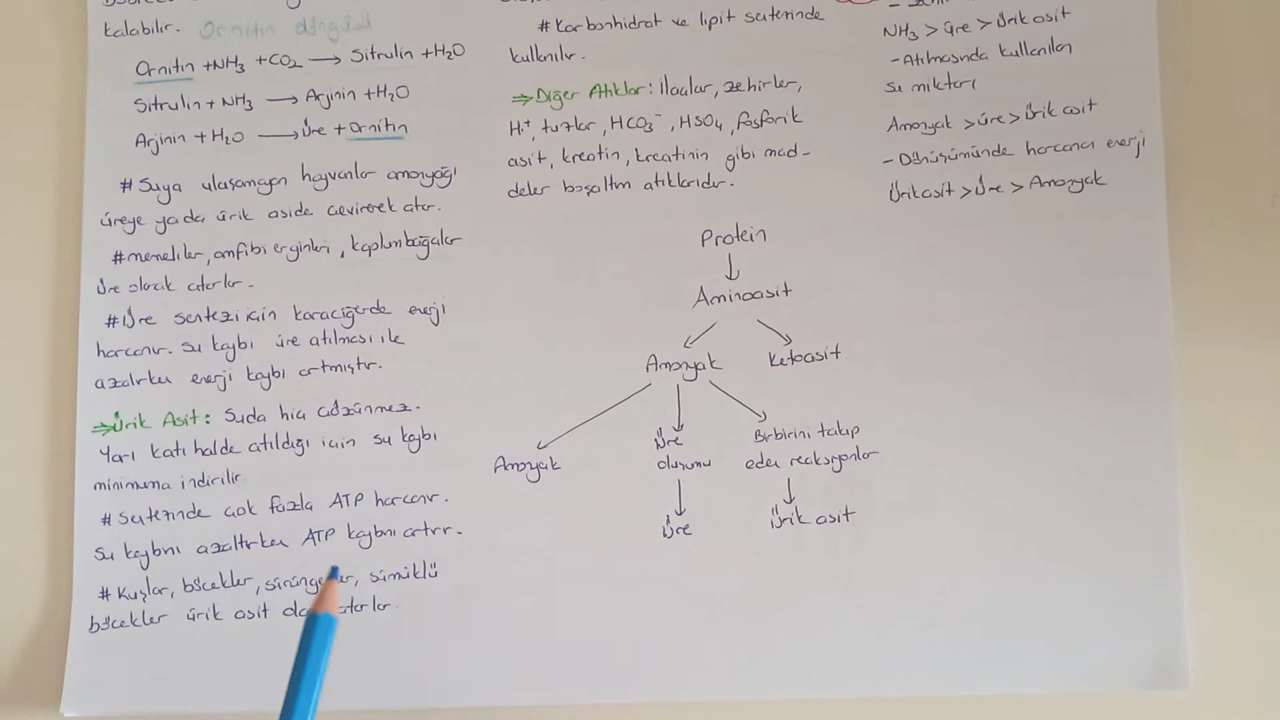 kalabilir. Ornitin döngüsü
Ornitin + NH3 + CO2 → Sitrulin + H2O
Sitrulin + NH3 → Arjinin + H2O
Arjinin + H2O → Üre + Ornitin
# Suya ulaşamayan hayvanlar amonyağı
üreye ya da ürik aside çevirerek atar.
# memeliler, amfibi erginleri, kaplumbağalar
üre olarak atarlar.
# Üre sentezi için karaciğerde enerji
harcanır. Su kaybı üre atılması ile
azalırken enerji kaybı artmıştır.
⇒ Ürik Asit: Suda hiç çözünmez.
Yarı katı halde atıldığı için su kaybı
minimuma indirilir.
# Sentezinde çok fazla ATP harcanır.
Su kaybını azaltırken ATP kaybını artırır.
# Kuşlar, böcekler, sürüngenler, sümüklü
böcekler ürik asit atarlar.
# Karbonhidrat ve lipit sentezinde
kullanılır.
⇒ Diğer Atıklar: İlaçlar, zehirler,
H+, tuzlar, HCO3-, HSO4, fosforik
asit, kreatin, kreatinin gibi mad-
deler boşaltım atıklarıdır.
NH3 > üre > Ürik asit
- Atılmasında kullanılan
su miktarı
Amonyak > üre > Ürik asit
- Dönüşümünde harcanan enerji
Ürik asit > Üre > Amonyak
Protein
Aminoasit
Amonyak Ketoasit
Amonyak
Üre
olusumu
Üre
Birbirini takip
eden reaksiyonlar
Ürik asit